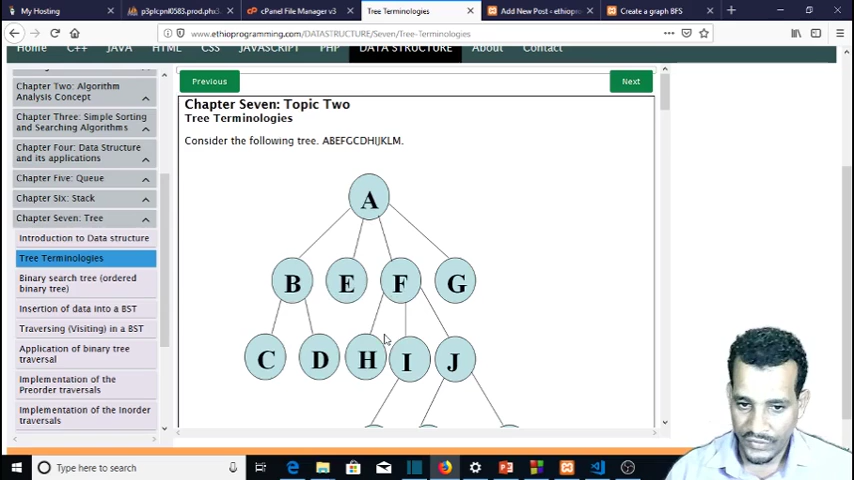 My Hosting
p3plcpnl0583.prod.phx3
cPanel File Manager v3
Tree Terminologies
Add New Post ‹ ethioprogr
Create a graph BFS
www.ethioprogramming.com/DATASTRUCTURE/Seven/Tree-Terminologies
Search
Home C++ JAVA HTML CSS JAVASCRIPT PHP DATA STRUCTURE About Contact
Chapter Two: Algorithm
Analysis Concept
Chapter Three: Simple Sorting
and Searching Algorithms
Chapter Four: Data Structure
and its applications
Chapter Five: Queue
Chapter Six: Stack
Chapter Seven: Tree
Introduction to Data structure
Tree Terminologies
Binary search tree (ordered
binary tree)
Insertion of data into a BST
Traversing (Visiting) in a BST
Application of binary tree
traversal
Implementation of the
Preorder traversals
Implementation of the Inorder
traversals
Previous
Next
Chapter Seven: Topic Two
Tree Terminologies
Consider the following tree. ABEFGCDHIJKLM.
A
B E F G
C D H I J
Type here to search